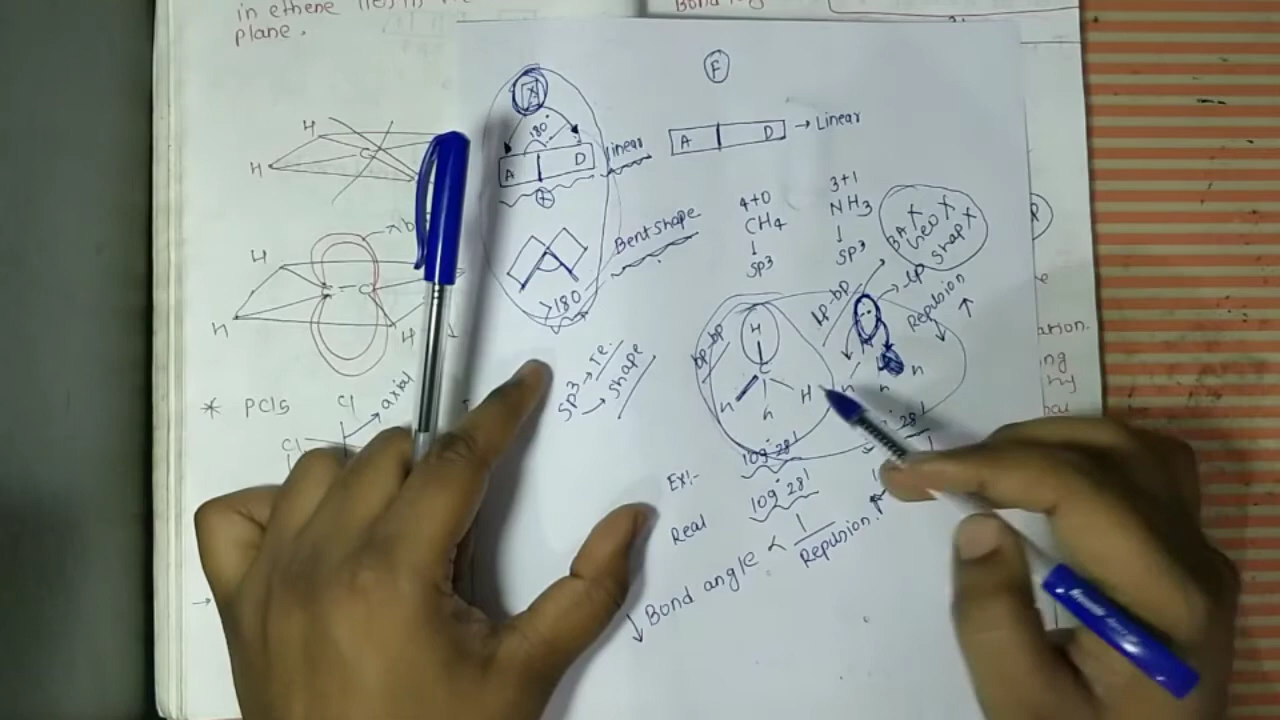 in ethene
plane.
Bond
F
A
180°
A
D
Linear
A
D
→ Linear
4+0
CH4
↓
SP3
3+1
NH3
↓
SP3
BA X
Geo X
Shap X
Bent shape
>180
lp-bp
→ lp
Repulsion ↑
↓
bp-bp
H
C
H
H
H
SP3 → Te.
→ shape
109°28'
28'
Ex!-
109°28'
Real
Bond angle ∝ 1
Repulsion.↑
↓
H
H
C
H
H
H
* PCl5
Cl
→ axial
Cl